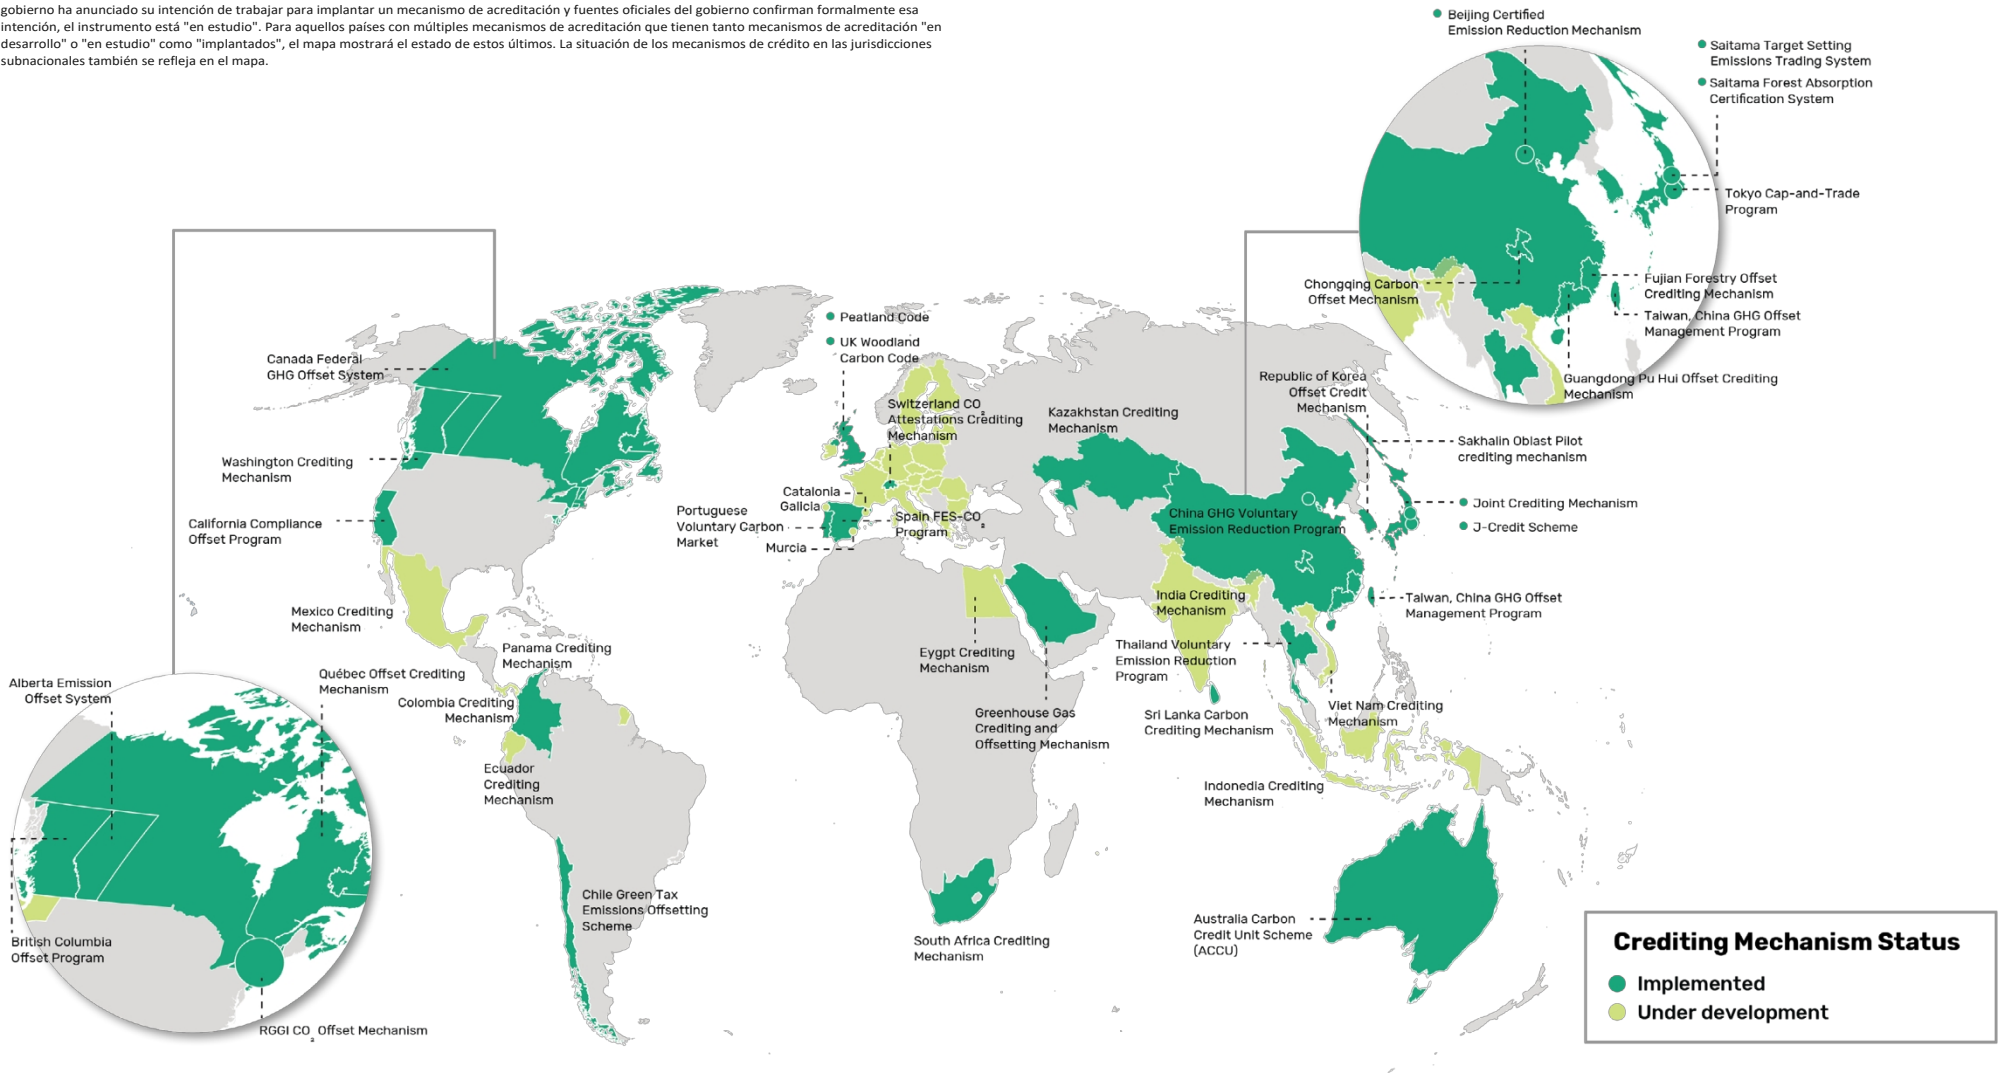 gobierno ha anunciado su intención de trabajar para implantar un mecanismo de acreditación y fuentes oficiales del gobierno confirman formalmente esa
intención, el instrumento está "en estudio". Para aquellos países con múltiples mecanismos de acreditación que tienen tanto mecanismos de acreditación "en
desarrollo" o "en estudio" como "implantados", el mapa mostrará el estado de estos últimos. La situación de los mecanismos de crédito en las jurisdicciones
subnacionales también se refleja en el mapa.
Beijing Certified
Emission Reduction Mechanism
Saitama Target Setting
Emissions Trading System
Saitama Forest Absorption
Certification System
Tokyo Cap-and-Trade
Program
Chongqing Carbon
Offset Mechanism
Fujian Forestry Offset
Crediting Mechanism
Taiwan, China GHG Offset
Management Program
Guangdong Pu Hui Offset Crediting
Mechanism
Peatland Code
UK Woodland
Carbon Code
Canada Federal
GHG Offset System
Switzerland CO2
Attestations Crediting
Mechanism
Kazakhstan Crediting
Mechanism
Republic of Korea
Offset Credit
Mechanism
Sakhalin Oblast Pilot
crediting mechanism
Washington Crediting
Mechanism
Catalonia
Galicia
Portuguese
Voluntary Carbon
Market
Spain FES-CO2
Program
Murcia
China GHG Voluntary
Emission Reduction Program
Joint Crediting Mechanism
J-Credit Scheme
California Compliance
Offset Program
Mexico Crediting
Mechanism
India Crediting
Mechanism
Taiwan, China GHG Offset
Management Program
Panama Crediting
Mechanism
Eygpt Crediting
Mechanism
Thailand Voluntary
Emission Reduction
Program
Alberta Emission
Offset System
Québec Offset Crediting
Mechanism
Colombia Crediting
Mechanism
Greenhouse Gas
Crediting and
Offsetting Mechanism
Sri Lanka Carbon
Crediting Mechanism
Viet Nam Crediting
Mechanism
Ecuador
Crediting
Mechanism
Indonedia Crediting
Mechanism
Chile Green Tax
Emissions Offsetting
Scheme
South Africa Crediting
Mechanism
Australia Carbon
Credit Unit Scheme
(ACCU)
British Columbia
Offset Program
RGGI CO2 Offset Mechanism
Crediting Mechanism Status
Implemented
Under development